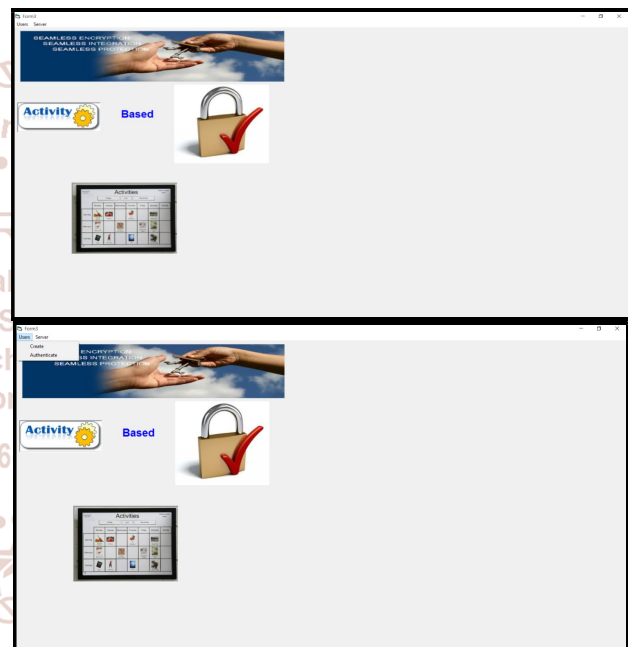 Form3
Users Server
SEAMLESS ENCRYPTION
SEAMLESS INTEGRATION
SEAMLESS PROTECTION
Activity
Based
Activities
Form3
Users Server
Create
Authenticate
ENCRYPTION
SS INTEGRATION
SEAMLESS PROTECTION
Activity
Based
Activities